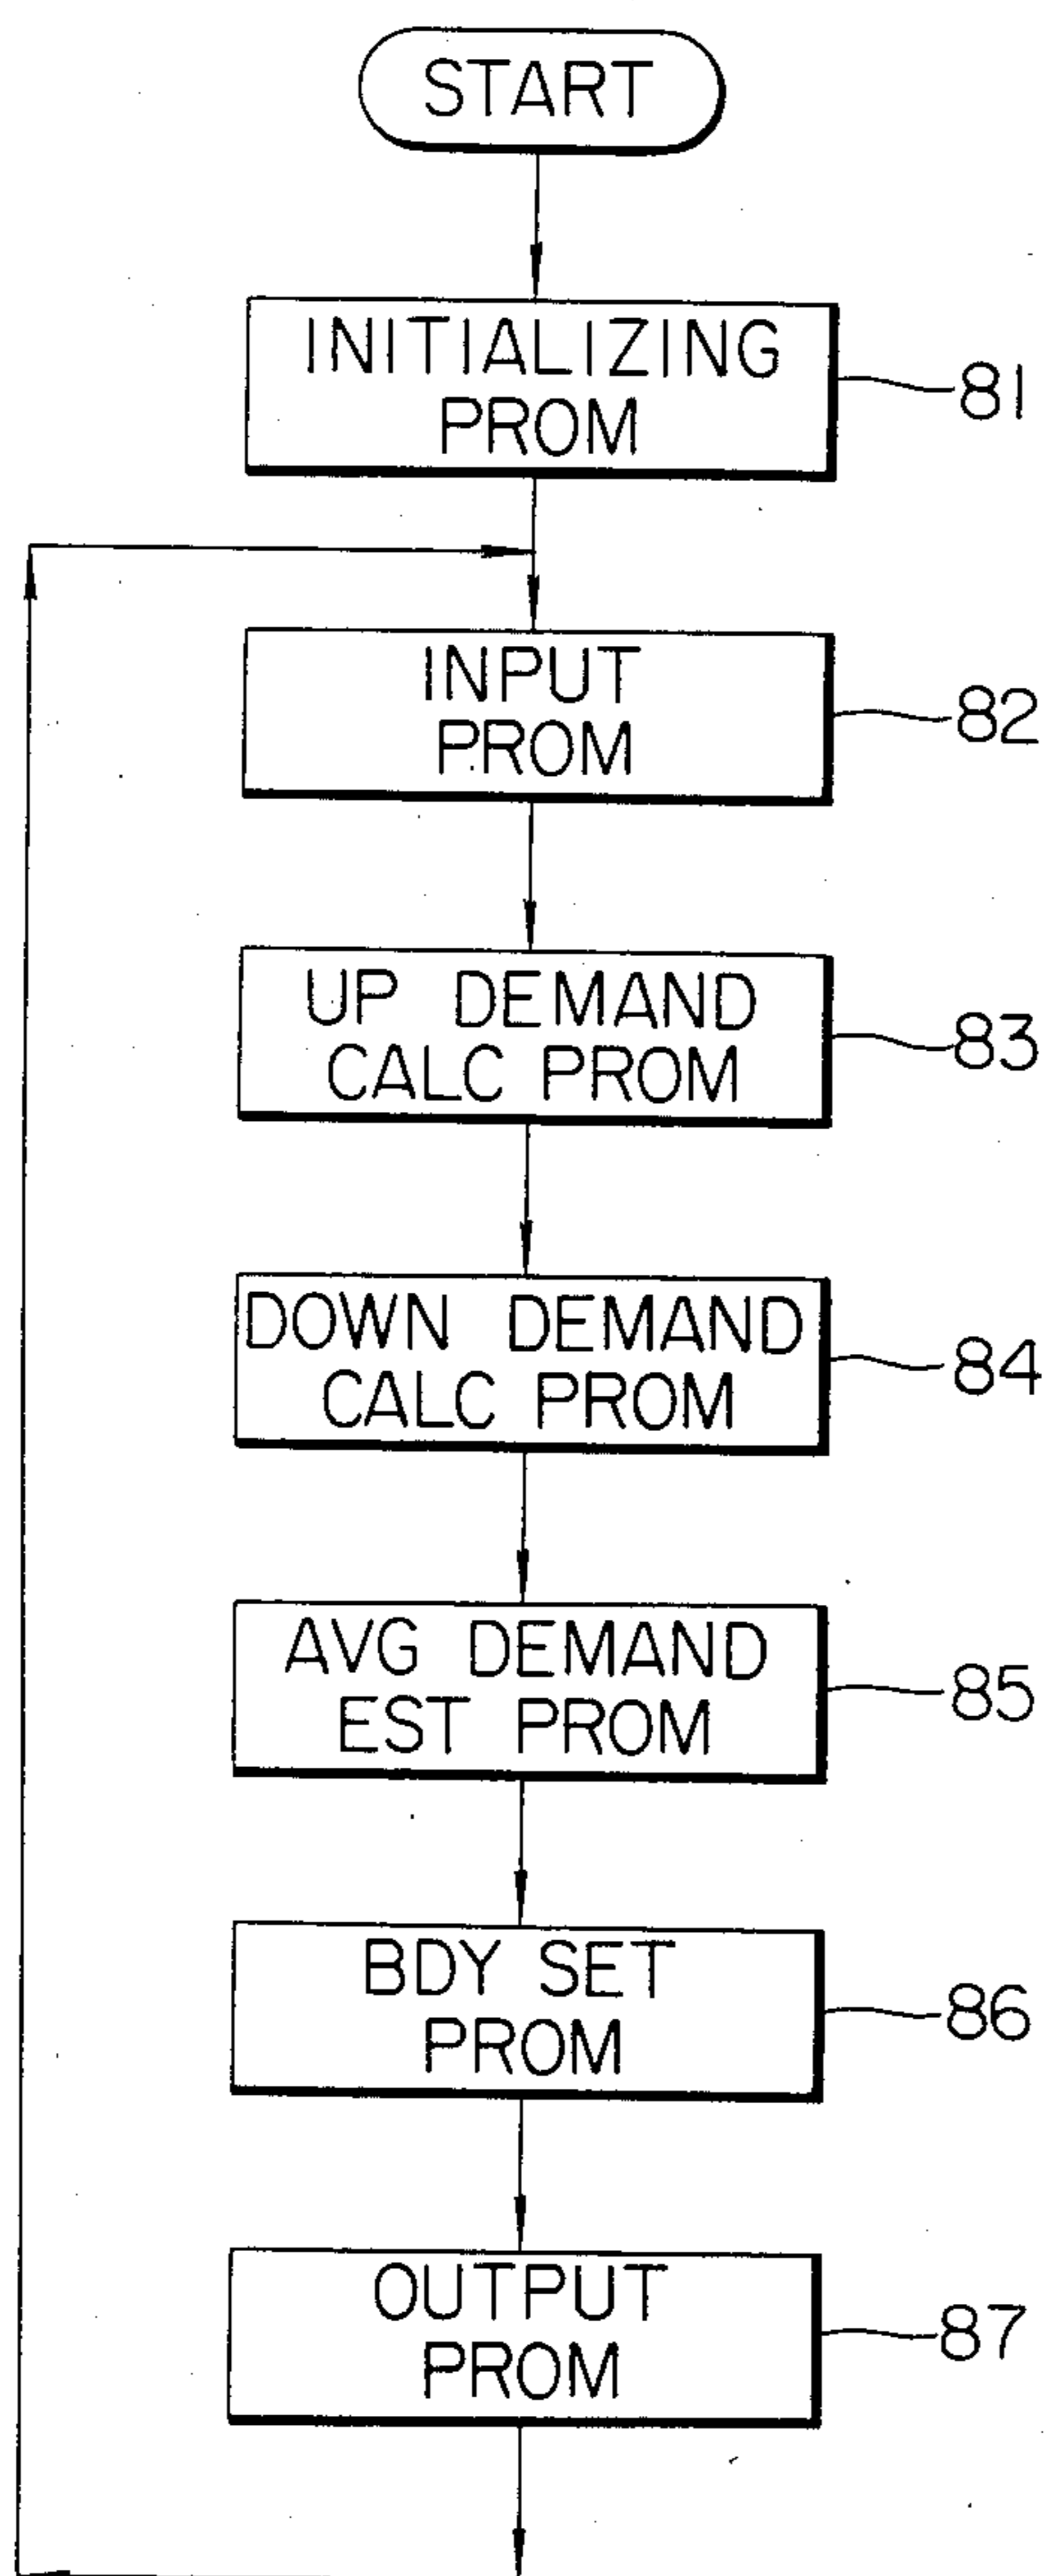 START
INITIALIZING
PROM
81
INPUT
PROM
82
UP DEMAND
CALC PROM
83
DOWN DEMAND
CALC PROM
84
AVG DEMAND
EST PROM
85
BDY SET
PROM
86
OUTPUT
PROM
87